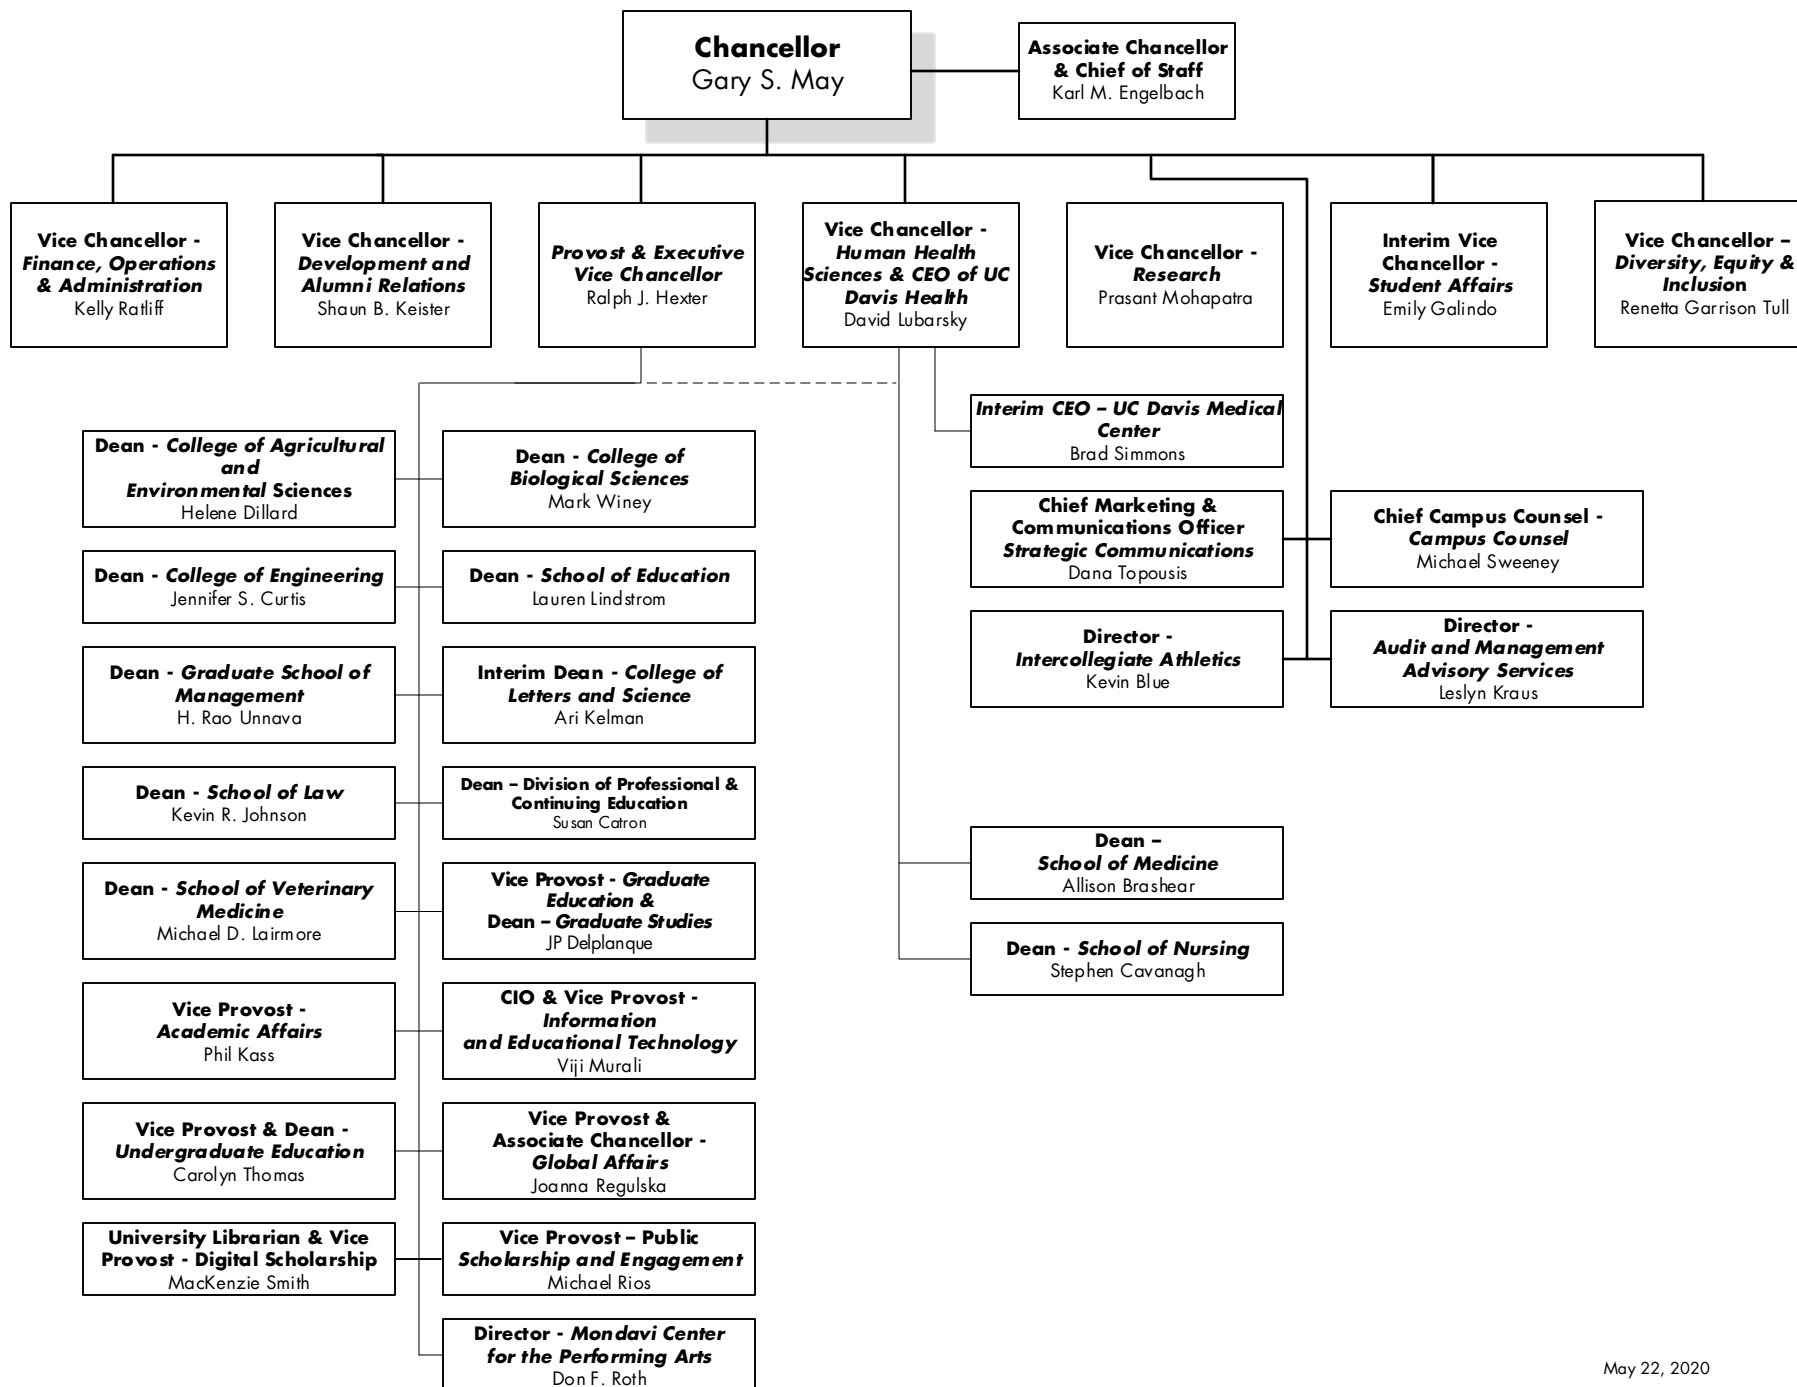 Chancellor
Gary S. May
Associate Chancellor
& Chief of Staff
Karl M. Engelbach
Vice Chancellor -
Finance, Operations
& Administration
Kelly Ratliff
Vice Chancellor -
Development and
Alumni Relations
Shaun B. Keister
Provost & Executive
Vice Chancellor
Ralph J. Hexter
Vice Chancellor -
Human Health
Sciences & CEO of UC
Davis Health
David Lubarsky
Vice Chancellor -
Research
Prasant Mohapatra
Interim Vice
Chancellor -
Student Affairs
Emily Galindo
Vice Chancellor –
Diversity, Equity &
Inclusion
Renetta Garrison Tull
Interim CEO – UC Davis Medical
Center
Brad Simmons
Dean - College of Agricultural
and
Environmental Sciences
Helene Dillard
Dean - College of
Biological Sciences
Mark Winey
Chief Marketing &
Communications Officer
Strategic Communications
Dana Topousis
Chief Campus Counsel -
Campus Counsel
Michael Sweeney
Dean - College of Engineering
Jennifer S. Curtis
Dean - School of Education
Lauren Lindstrom
Director -
Intercollegiate Athletics
Kevin Blue
Director -
Audit and Management
Advisory Services
Leslyn Kraus
Dean - Graduate School of
Management
H. Rao Unnava
Interim Dean - College of
Letters and Science
Ari Kelman
Dean - School of Law
Kevin R. Johnson
Dean – Division of Professional &
Continuing Education
Susan Catron
Dean –
School of Medicine
Allison Brashear
Dean - School of Veterinary
Medicine
Michael D. Lairmore
Vice Provost - Graduate
Education &
Dean – Graduate Studies
JP Delplanque
Dean - School of Nursing
Stephen Cavanagh
Vice Provost -
Academic Affairs
Phil Kass
CIO & Vice Provost -
Information
and Educational Technology
Viji Murali
Vice Provost & Dean -
Undergraduate Education
Carolyn Thomas
Vice Provost &
Associate Chancellor -
Global Affairs
Joanna Regulska
University Librarian & Vice
Provost - Digital Scholarship
MacKenzie Smith
Vice Provost – Public
Scholarship and Engagement
Michael Rios
Director - Mondavi Center
for the Performing Arts
Don F. Roth
May 22, 2020